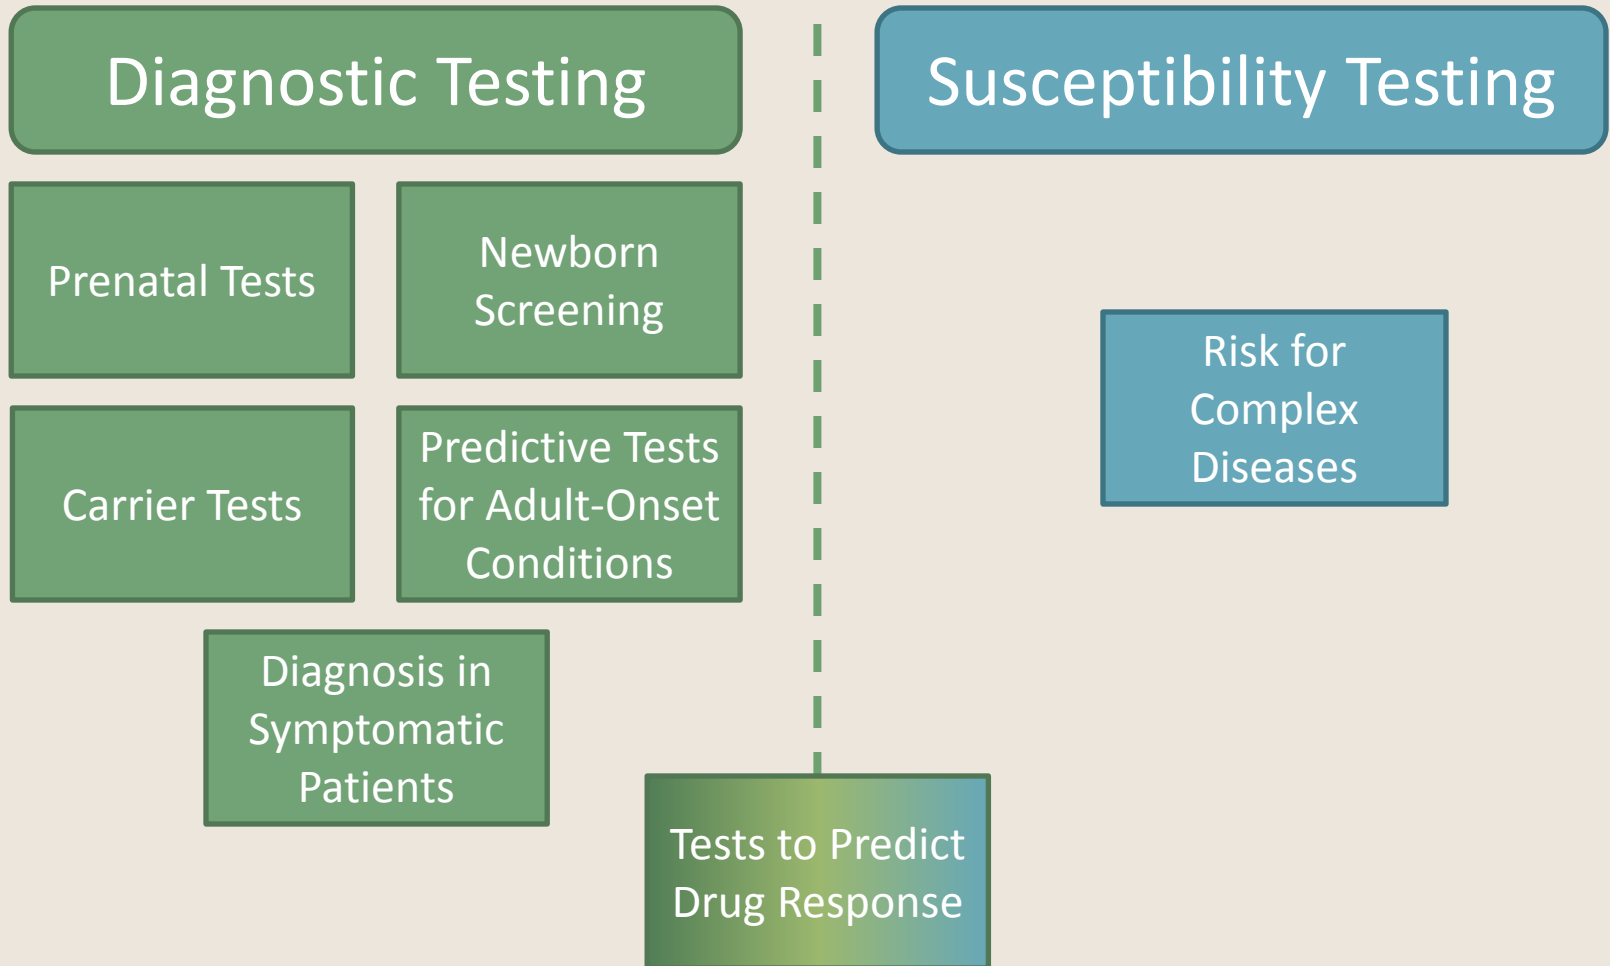 Diagnostic Testing
Susceptibility Testing
Prenatal Tests
Newborn
Screening
Carrier Tests
Predictive Tests
for Adult-Onset
Conditions
Diagnosis in
Symptomatic
Patients
Risk for
Complex
Diseases
Tests to Predict
Drug Response